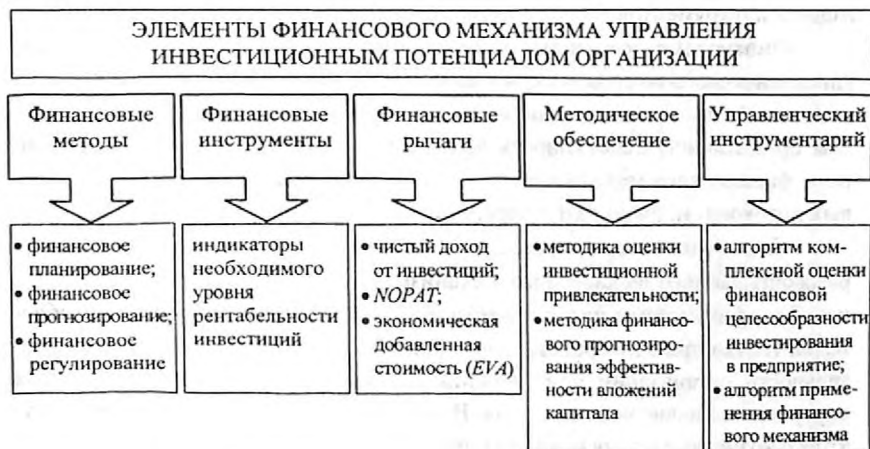 ЭЛЕМЕНТЫ ФИНАНСОВОГО МЕХАНИЗМА УПРАВЛЕНИЯ
ИНВЕСТИЦИОННЫМ ПОТЕНЦИАЛОМ ОРГАНИЗАЦИИ
Финансовые
методы
Финансовые
инструменты
Финансовые
рычаги
Методическое
обеспечение
Управленческий
инструментарий
• финансовое
планирование;
• финансовое
прогнозирование;
• финансовое
регулирование
индикаторы
необходимого
уровня
рентабельности
инвестиций
• чистый доход
от инвестиций;
• NOPAT;
• экономическая
добавленная
стоимость (EVA)
• методика оценки
инвестиционной
привлекательности;
• методика финансо-
вого прогнозиро-
вания эффектив-
ности вложений
капитала
• алгоритм ком-
плексной оценки
финансовой
целесообразности
инвестирования
в предприятие;
• алгоритм приме-
нения финансо-
вого механизма